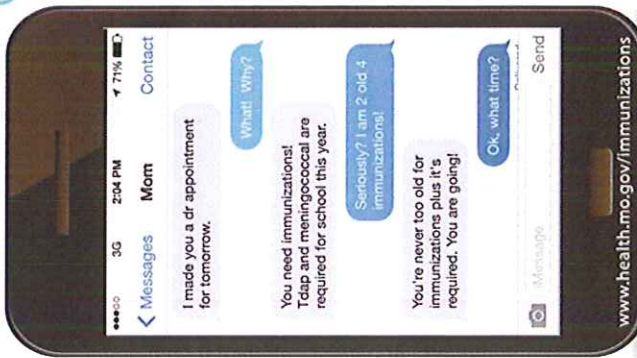 3G 2:04 PM 71%
Messages Mom Contact
I made you a dr appointment
for tomorrow.
What! Why?
You need immunizations!
Tdap and meningococcal are
required for school this year.
Seriously? I am 2 old 4
immunizations!
You're never too old for
immunizations plus it's
required. You are going!
Ok, what time?
Delivered
iMessage Send
www.health.mo.gov/immunizations